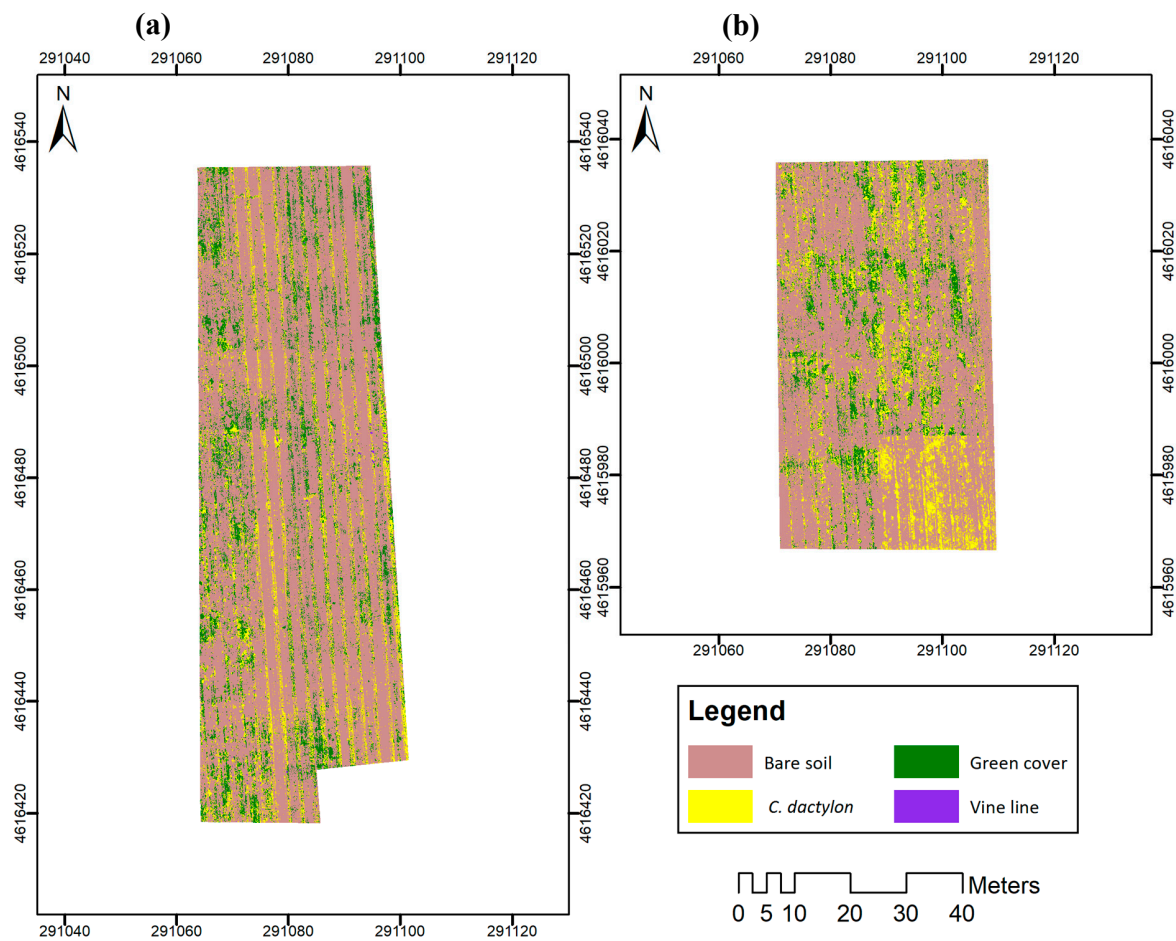 (a)
(b)
291040 291060 291080 291100 291120
291060 291080 291100 291120
N
N
4616540
4616520
4616500
4616480
4616460
4616440
4616420
4616540
4616520
4616500
4616480
4616460
4616440
4616420
4616040
4616020
4616000
4615980
4615960
4616040
4616020
4616000
4615980
4615960
291040 291060 291080 291100 291120
291060 291080 291100 291120
Legend
Bare soil
Green cover
C. dactylon
Vine line
Meters
0 5 10 20 30 40